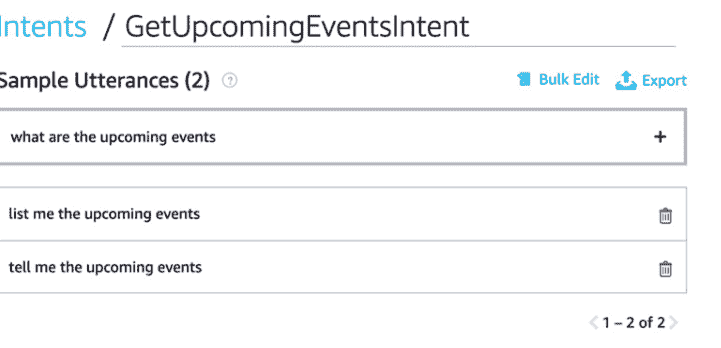 Intents / GetUpcomingEventsIntent
Sample Utterances (2) ?
Bulk Edit Export
what are the upcoming events +
list me the upcoming events
tell me the upcoming events
< 1 – 2 of 2 >